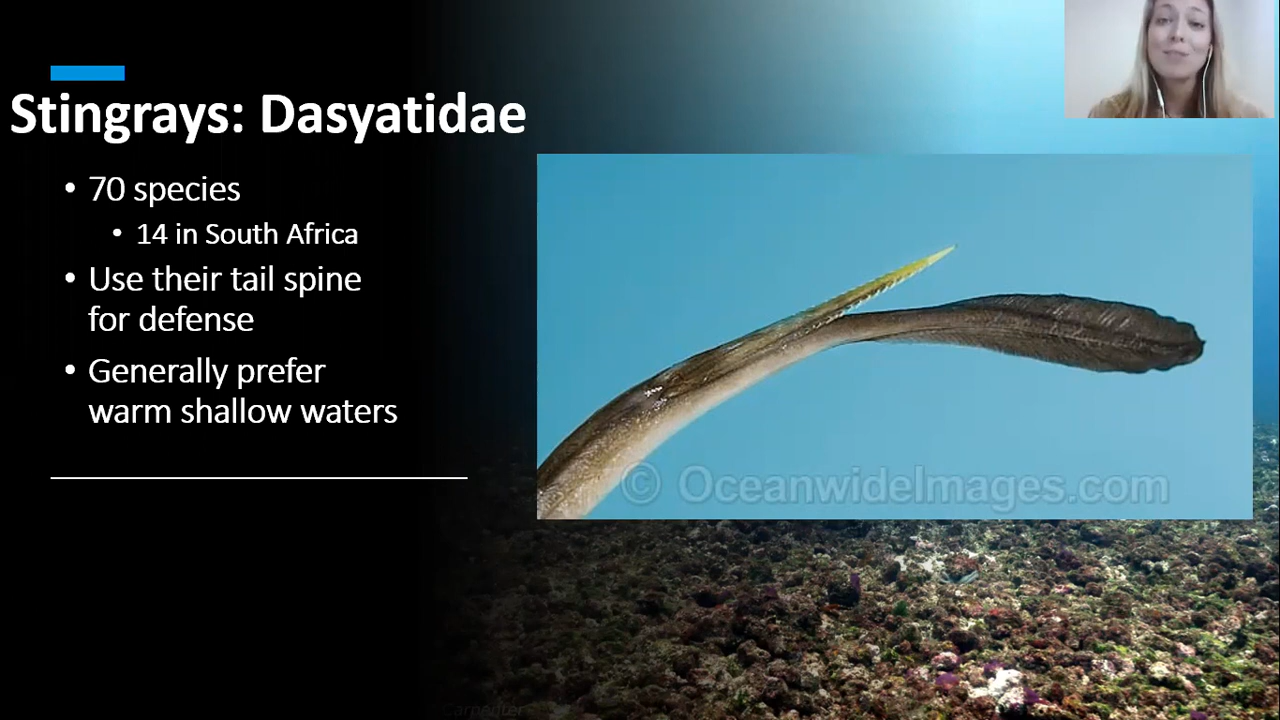 Stingrays: Dasyatidae
• 70 species
• 14 in South Africa
• Use their tail spine
for defense
• Generally prefer
warm shallow waters
© OceanwideImages.com
Carpenter